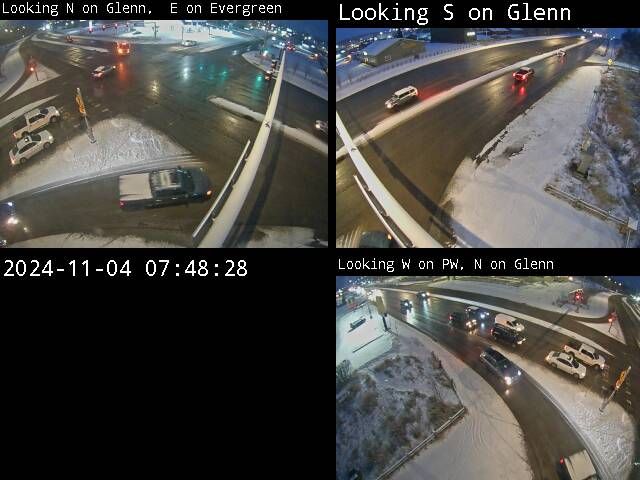 Looking N on Glenn,  E on Evergreen
Looking S on Glenn
2024-11-04 07:48:28
Looking W on PW, N on Glenn